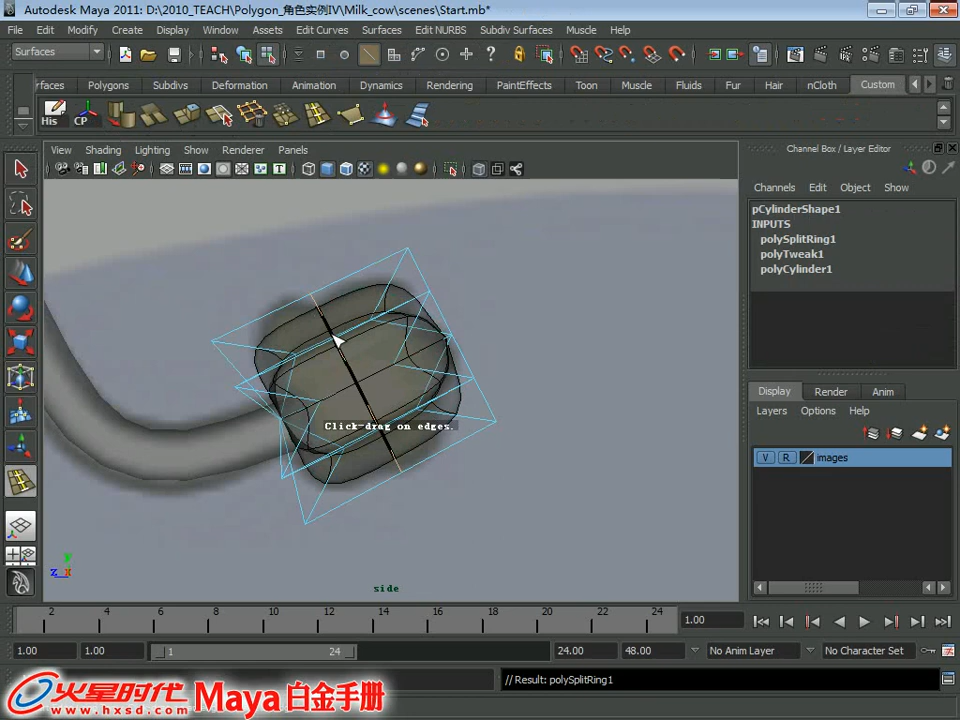 Autodesk Maya 2011: D:\2010_TEACH\Polygon_角色实例IV\Milk_cow\scenes\Start.mb*
File Edit Modify Create Display Window Assets Edit Curves Surfaces Edit NURBS Subdiv Surfaces Muscle Help
Surfaces
rfaces Polygons Subdivs Deformation Animation Dynamics Rendering PaintEffects Toon Muscle Fluids Fur Hair nCloth Custom
His CP
View Shading Lighting Show Renderer Panels
Channel Box / Layer Editor
Channels Edit Object Show
pCylinderShape1
INPUTS
polySplitRing1
polyTweak1
polyCylinder1
Click-drag on edges.
Display Render Anim
Layers Options Help
V R images
y
z x
side
2 4 6 8 10 12 14 16 18 20 22 24
1.00
1.00 1.00 1 24 24.00 48.00 No Anim Layer No Character Set
// Result: polySplitRing1
火星时代 Maya 白金手册
www.hxsd.com